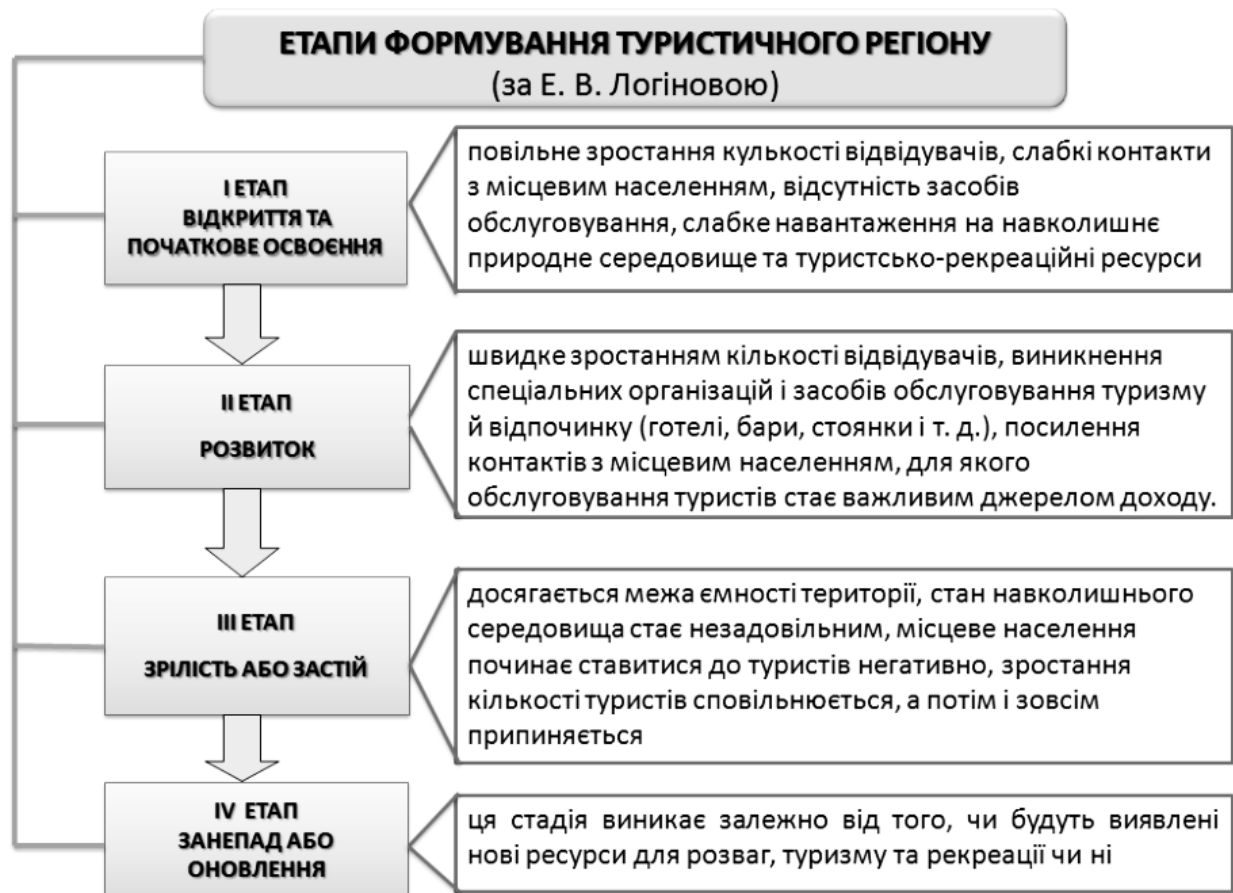 ЕТАПИ ФОРМУВАННЯ ТУРИСТИЧНОГО РЕГІОНУ
(за Е. В. Логіновою)
І ЕТАП
ВІДКРИТТЯ ТА
ПОЧАТКОВЕ ОСВОЄННЯ
повільне зростання кулькості відвідувачів, слабкі контакти
з місцевим населенням, відсутність засобів
обслуговування, слабке навантаження на навколишнє
природне середовище та туристсько-рекреаційні ресурси
ІІ ЕТАП
РОЗВИТОК
швидке зростанням кількості відвідувачів, виникнення
спеціальних організацій і засобів обслуговування туризму
й відпочинку (готелі, бари, стоянки і т. д.), посилення
контактів з місцевим населенням, для якого
обслуговування туристів стає важливим джерелом доходу.
ІІІ ЕТАП
ЗРІЛІСТЬ АБО ЗАСТІЙ
досягається межа ємності території, стан навколишнього
середовища стає незадовільним, місцеве населення
починає ставитися до туристів негативно, зростання
кількості туристів сповільнюється, а потім і зовсім
припиняється
IV ЕТАП
ЗАНЕПАД АБО
ОНОВЛЕННЯ
ця стадія виникає залежно від того, чи будуть виявлені
нові ресурси для розваг, туризму та рекреації чи ні